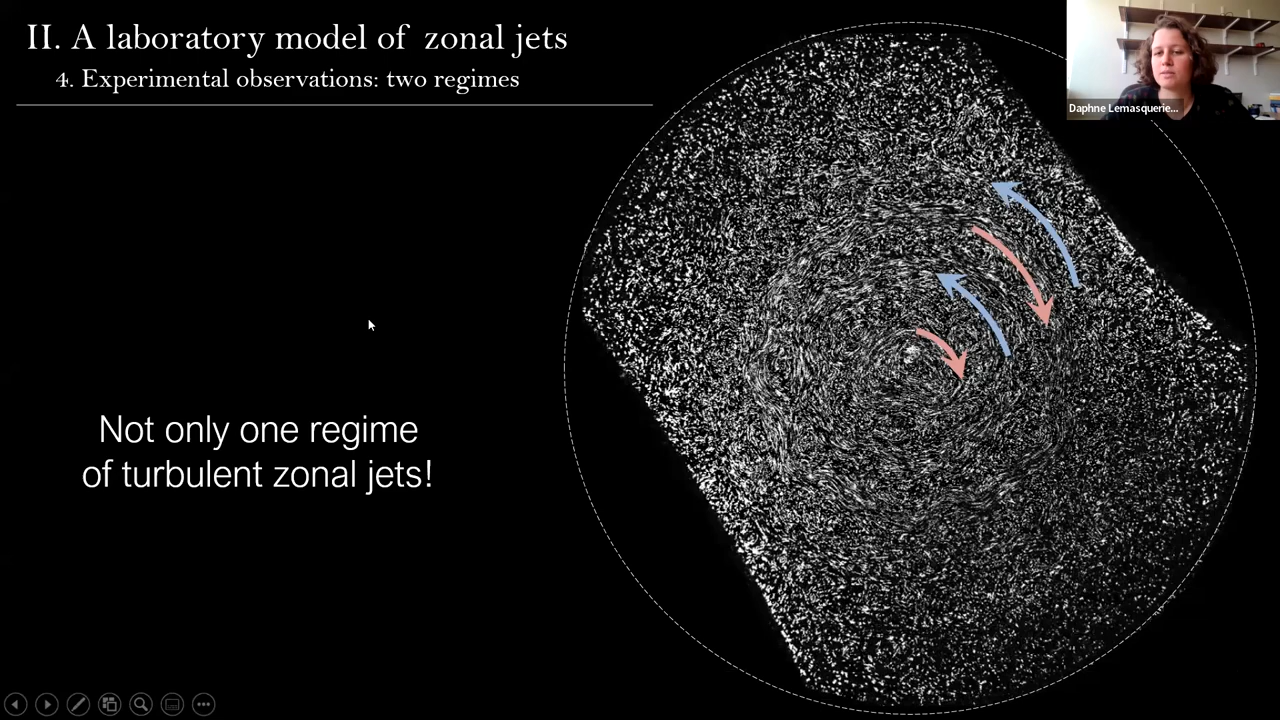 II. A laboratory model of zonal jets
4. Experimental observations: two regimes
Daphne Lemasquerie...
Not only one regime
of turbulent zonal jets!